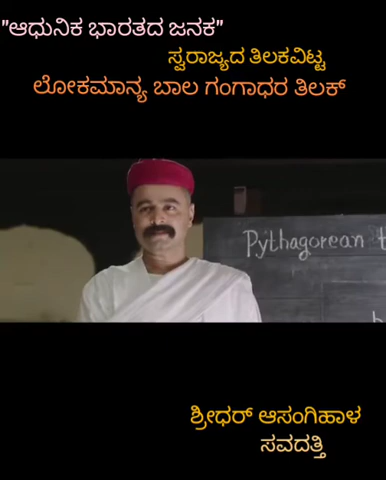 "ಆಧುನಿಕ ಭಾರತದ ಜನಕ"
ಸ್ವರಾಜ್ಯದ ತಿಲಕವಿಟ್ಟ
ಲೋಕಮಾನ್ಯ ಬಾಲ ಗಂಗಾಧರ ತಿಲಕ್
Pythagorean t
ಶ್ರೀಧರ್ ಆಸಂಗಿಹಾಳ
ಸವದತ್ತಿ